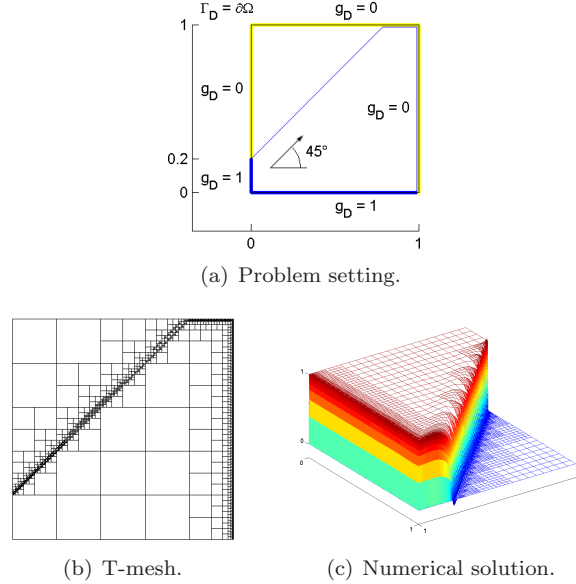 Γ_D = ∂Ω
g_D = 0
1
g_D = 0
g_D = 0
0.2
45°
g_D = 1
0
g_D = 1
0
1
(a) Problem setting.
1
0
0
1
1
(b) T-mesh.
(c) Numerical solution.